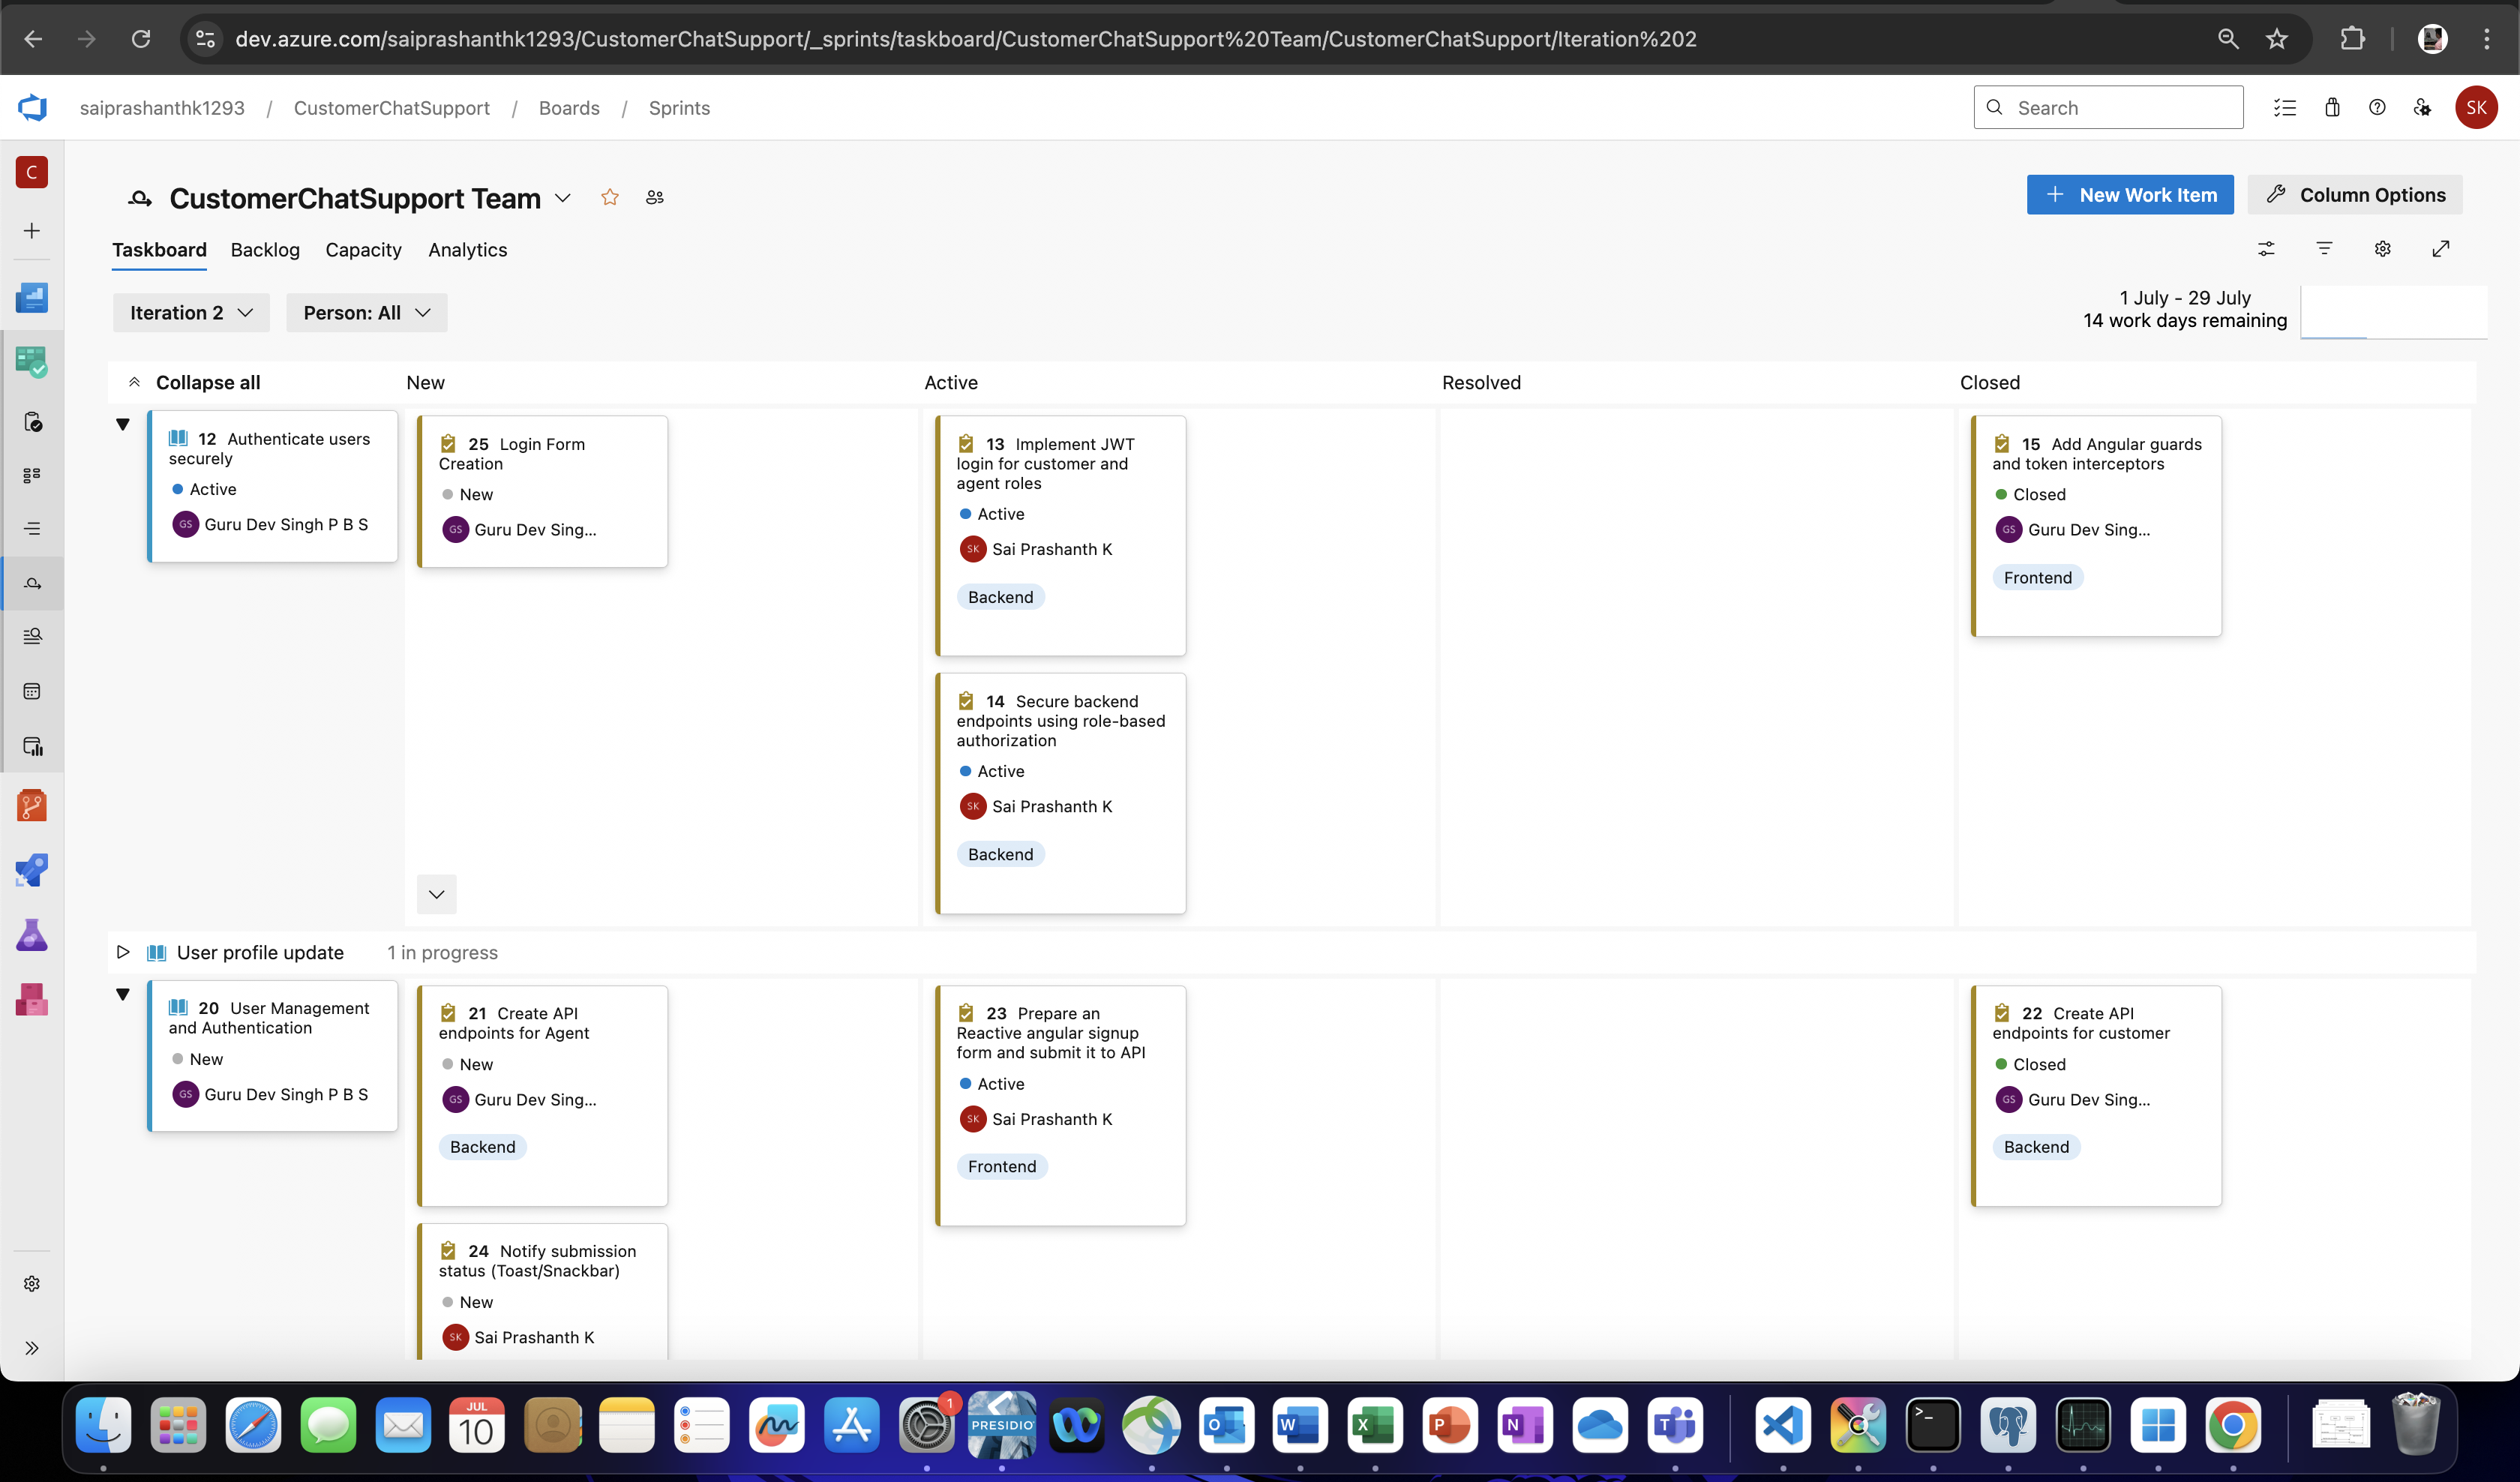 dev.azure.com/saiprashanthk1293/CustomerChatSupport/_sprints/taskboard/CustomerChatSupport%20Team/CustomerChatSupport/Iteration%202
saiprashanthk1293 / CustomerChatSupport / Boards / Sprints
Search
SK
C
CustomerChatSupport Team
New Work Item
Column Options
Taskboard
Backlog
Capacity
Analytics
Iteration 2
Person: All
1 July - 29 July
14 work days remaining
Collapse all
New
Active
Resolved
Closed
12 Authenticate users
securely
Active
GS Guru Dev Singh P B S
25 Login Form
Creation
New
GS Guru Dev Sing...
13 Implement JWT
login for customer and
agent roles
Active
SK Sai Prashanth K
Backend
14 Secure backend
endpoints using role-based
authorization
Active
SK Sai Prashanth K
Backend
15 Add Angular guards
and token interceptors
Closed
GS Guru Dev Sing...
Frontend
User profile update 1 in progress
20 User Management
and Authentication
New
GS Guru Dev Singh P B S
21 Create API
endpoints for Agent
New
GS Guru Dev Sing...
Backend
24 Notify submission
status (Toast/Snackbar)
New
SK Sai Prashanth K
23 Prepare an
Reactive angular signup
form and submit it to API
Active
SK Sai Prashanth K
Frontend
22 Create API
endpoints for customer
Closed
GS Guru Dev Sing...
Backend
JUL
10
1
PRESIDIO
O
W
X
P
N
T